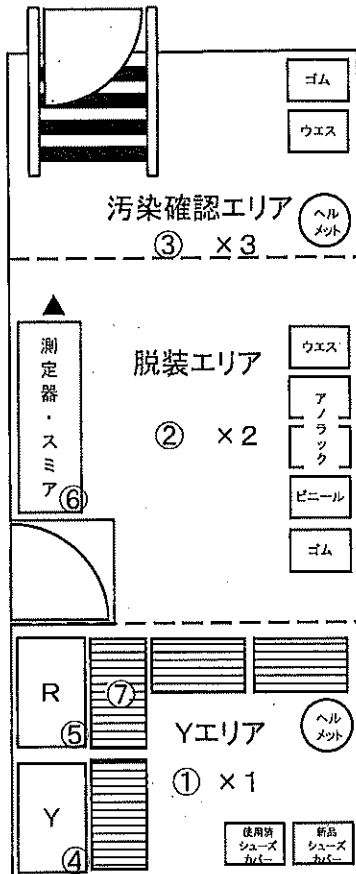 ゴム
ウエス
汚染確認エリア
ヘル
メット
③ ×3
測定器・スミア
⑥
脱装エリア
② ×2
ウエス
アノラック
ビニール
ゴム
R
⑤
⑦
Yエリア
ヘル
メット
① ×1
Y
④
使用済
シューズ
カバー
新品
シューズ
カバー